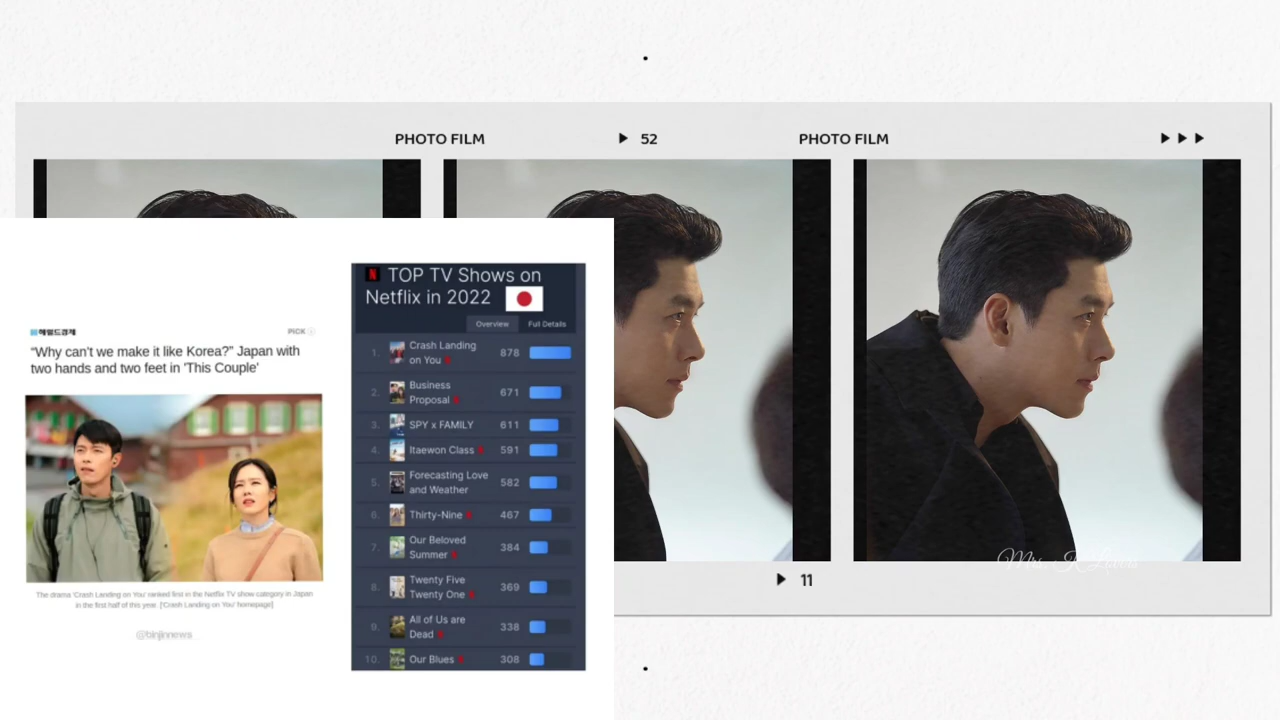 PHOTO FILM
52
PHOTO FILM
헤럴드경제
PiCK
“Why can't we make it like Korea?” Japan with
two hands and two feet in 'This Couple'
The drama 'Crash Landing on You' ranked first in the Netflix TV show category in Japan
in the first half of this year. ['Crash Landing on You' homepage]
@binjinnews
N TOP TV Shows on
Netflix in 2022
Overview Full Details
1. Crash Landing
on You 878
2. Business
Proposal 671
3. SPY x FAMILY 611
4. Itaewon Class 591
5. Forecasting Love
and Weather 582
6. Thirty-Nine 467
7. Our Beloved
Summer 384
8. Twenty Five
Twenty One 369
9. All of Us are
Dead 338
10. Our Blues 308
11